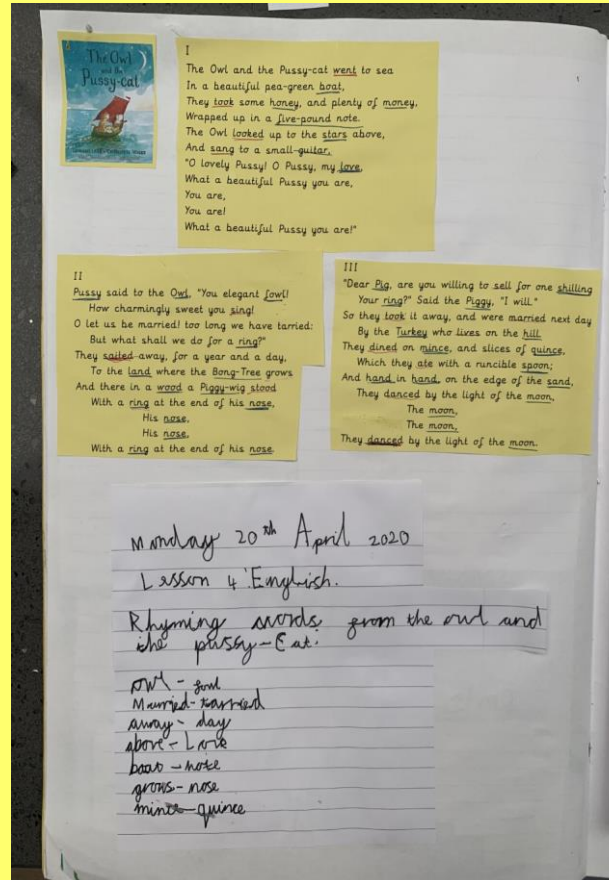 The Owl
and the
Pussy-cat
I
The Owl and the Pussy-cat went to sea
In a beautiful pea-green boat,
They took some honey, and plenty of money,
Wrapped up in a five-pound note.
The Owl looked up to the stars above,
And sang to a small guitar,
"O lovely Pussy! O Pussy, my love,
What a beautiful Pussy you are,
You are,
You are!
What a beautiful Pussy you are!"
II
Pussy said to the Owl, "You elegant fowl!
How charmingly sweet you sing!
O let us be married! too long we have tarried:
But what shall we do for a ring?"
They sailed away, for a year and a day,
To the land where the Bong-Tree grows
And there in a wood a Piggy-wig stood
With a ring at the end of his nose,
His nose,
His nose,
With a ring at the end of his nose.
III
"Dear Pig, are you willing to sell for one shilling
Your ring?" Said the Piggy, "I will."
So they took it away, and were married next day
By the Turkey who lives on the hill.
They dined on mince, and slices of quince,
Which they ate with a runcible spoon;
And hand in hand, on the edge of the sand,
They danced by the light of the moon,
The moon,
The moon,
They danced by the light of the moon.
Monday 20th April 2020
Lesson 4 English.
Rhyming words from the owl and
the pussy-Cat.
owl - fowl
Married-tarried
away - day
above - Love
boat - note
grows - nose
mince - quince